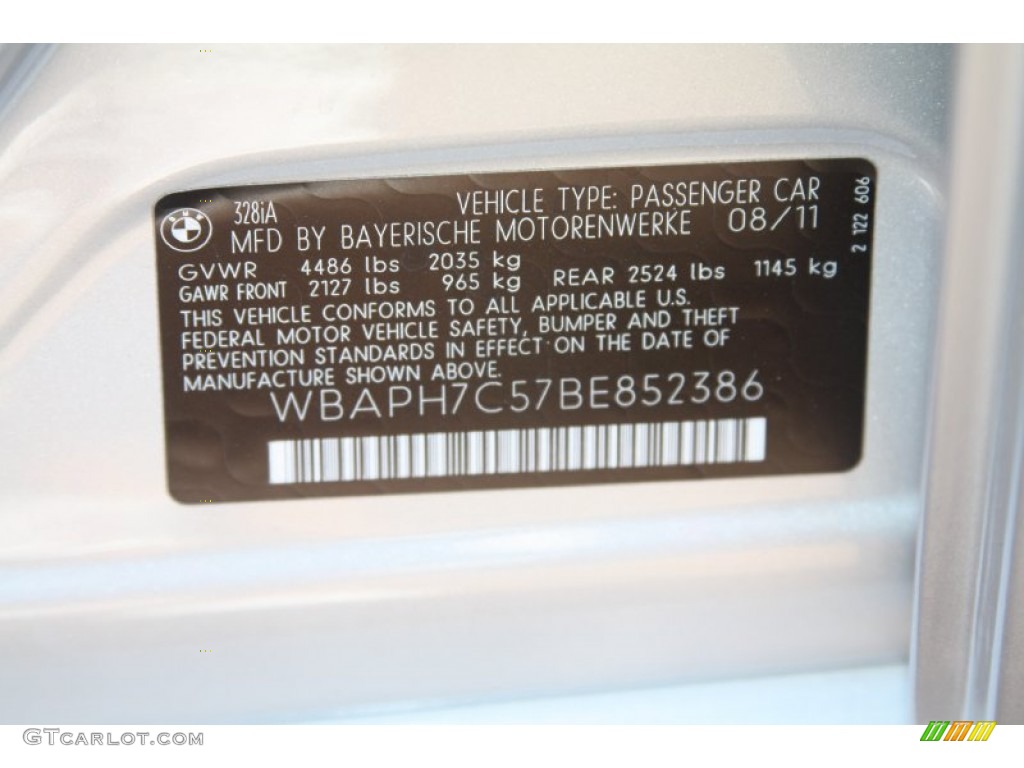 328iA VEHICLE TYPE: PASSENGER CAR
MFD BY BAYERISCHE MOTORENWERKE 08/11
GVWR 4486 lbs 2035 kg
GAWR FRONT 2127 lbs 965 kg REAR 2524 lbs 1145 kg
THIS VEHICLE CONFORMS TO ALL APPLICABLE U.S.
FEDERAL MOTOR VEHICLE SAFETY, BUMPER AND THEFT
PREVENTION STANDARDS IN EFFECT ON THE DATE OF
MANUFACTURE SHOWN ABOVE.
WBAPH7C57BE852386
2 122 606
BMW
GTCARLOT.COM